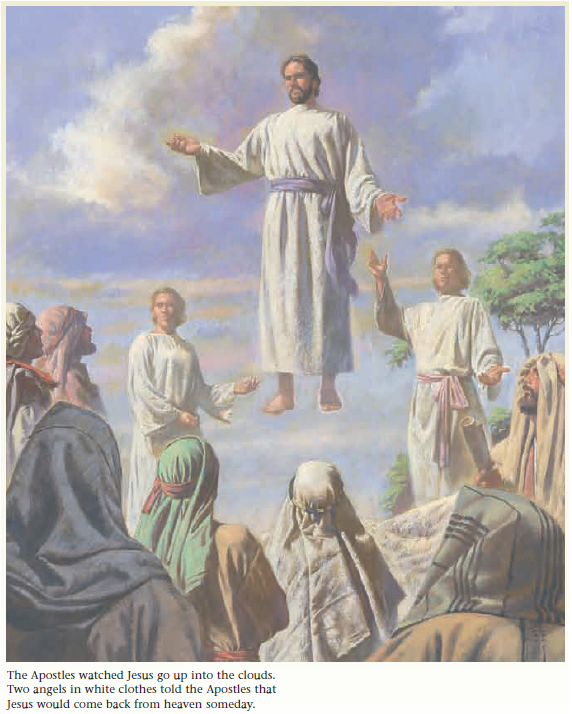 The Apostles watched Jesus go up into the clouds.
Two angels in white clothes told the Apostles that
Jesus would come back from heaven someday.